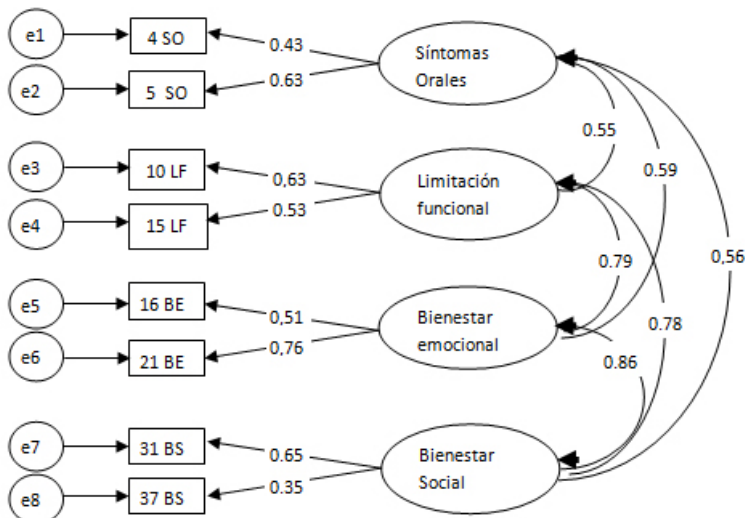 e1
4 SO
0.43
Síntomas
Orales
e2
5 SO
0.63
0.55
e3
10 LF
0,63
Limitación
funcional
0.59
e4
15 LF
0.53
0.79
0,56
e5
16 BE
0,51
Bienestar
emocional
0.78
e6
21 BE
0,76
0.86
e7
31 BS
0.65
Bienestar
Social
e8
37 BS
0.35